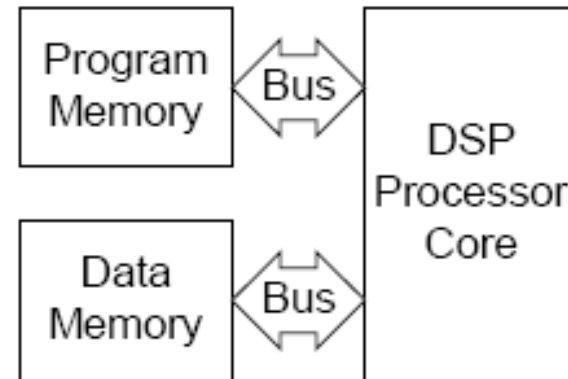 Program
Memory
Bus
DSP
Processor
Core
Data
Memory
Bus